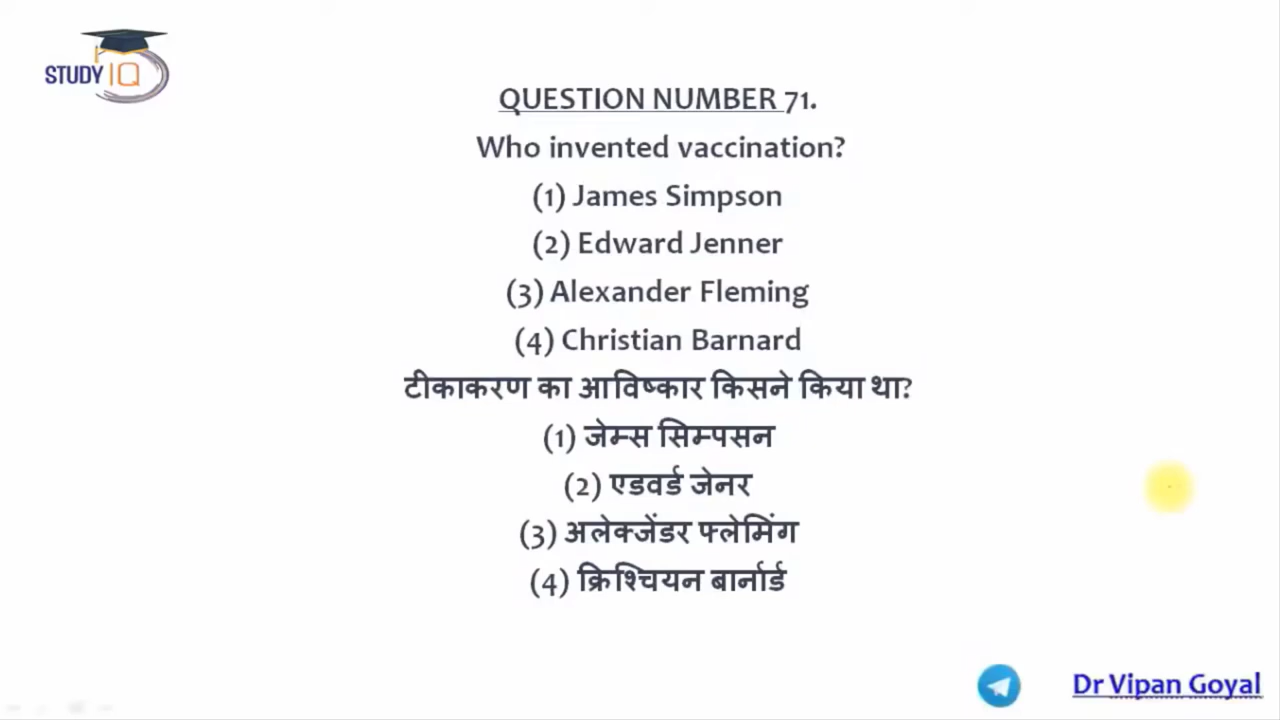 STUDY IQ
QUESTION NUMBER 71.
Who invented vaccination?
(1) James Simpson
(2) Edward Jenner
(3) Alexander Fleming
(4) Christian Barnard
टीकाकरण का आविष्कार किसने किया था?
(1) जेम्स सिम्पसन
(2) एडवर्ड जेनर
(3) अलेक्जेंडर फ्लेमिंग
(4) क्रिश्चियन बार्नार्ड
Dr Vipan Goyal